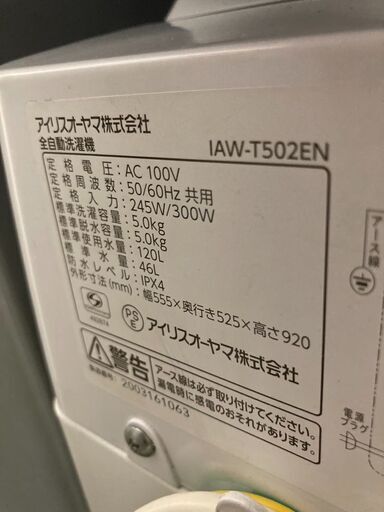 アイリスオーヤマ株式会社
全自動洗濯機 IAW-T502EN
定格電圧:AC 100V
定格周波数:50/60Hz 共用
定格入力:245W/300W
標準洗濯容量:5.0kg
標準脱水容量:5.0kg
標準使用水量:120L
標準水量:46L
防水レベル:IPX4
外形寸法(mm):幅555×奥行き525×高さ920
PS
E
アイリスオーヤマ株式会社
警告
アース線は必ず取り付けてください。
漏電時に感電のおそれがあります。
製造番号: 2003161063
アース線
電源
プラグ